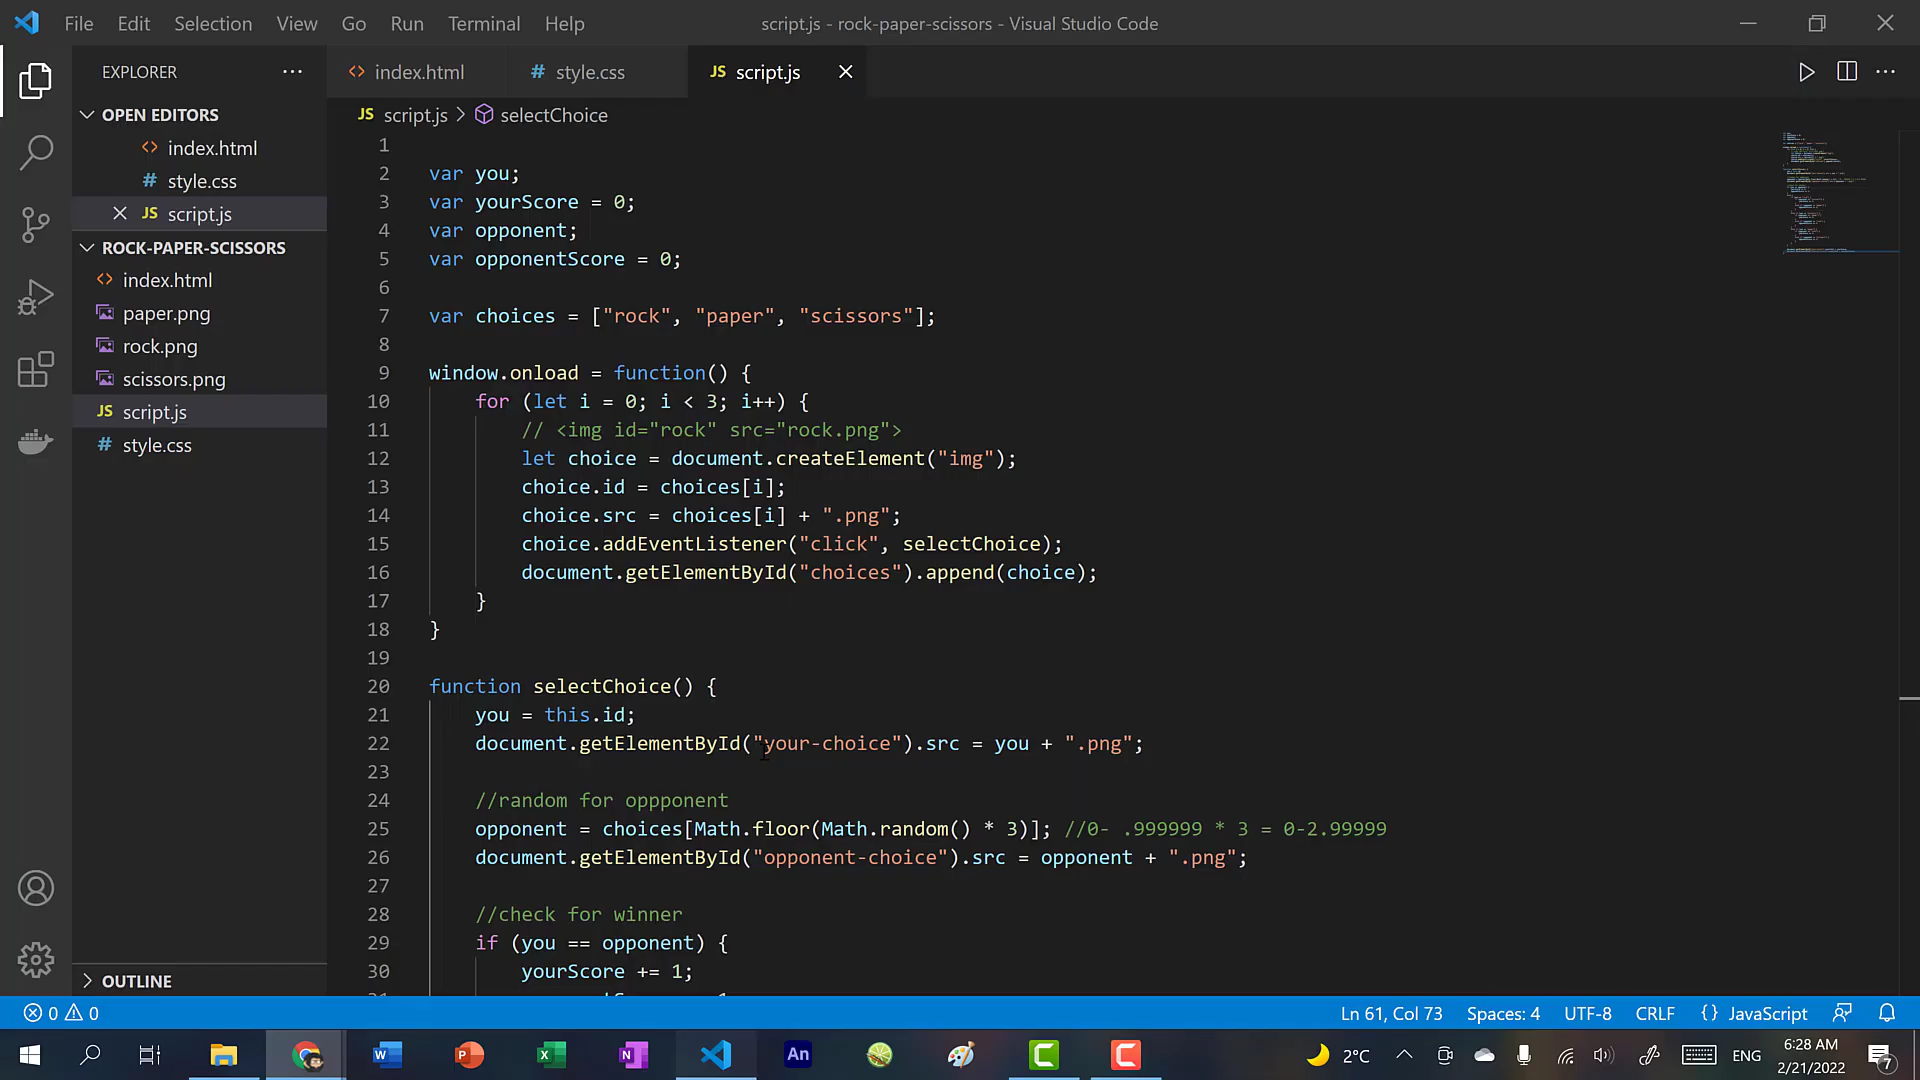 File Edit Selection View Go Run Terminal Help
script.js - rock-paper-scissors - Visual Studio Code
EXPLORER
OPEN EDITORS
<> index.html
# style.css
JS script.js
ROCK-PAPER-SCISSORS
<> index.html
paper.png
rock.png
scissors.png
JS script.js
# style.css
OUTLINE
<> index.html # style.css JS script.js
JS script.js > selectChoice
1
2 var you;
3 var yourScore = 0;
4 var opponent;
5 var opponentScore = 0;
6
7 var choices = ["rock", "paper", "scissors"];
8
9 window.onload = function() {
10 for (let i = 0; i < 3; i++) {
11 // <img id="rock" src="rock.png">
12 let choice = document.createElement("img");
13 choice.id = choices[i];
14 choice.src = choices[i] + ".png";
15 choice.addEventListener("click", selectChoice);
16 document.getElementById("choices").append(choice);
17 }
18 }
19
20 function selectChoice() {
21 you = this.id;
22 document.getElementById("your-choice").src = you + ".png";
23
24 //random for oppponent
25 opponent = choices[Math.floor(Math.random() * 3)]; //0- .999999 * 3 = 0-2.99999
26 document.getElementById("opponent-choice").src = opponent + ".png";
27
28 //check for winner
29 if (you == opponent) {
30 yourScore += 1;
0 0
Ln 61, Col 73 Spaces: 4 UTF-8 CRLF {} JavaScript
W P X N An C C
2°C ENG
6:28 AM
2/21/2022
7